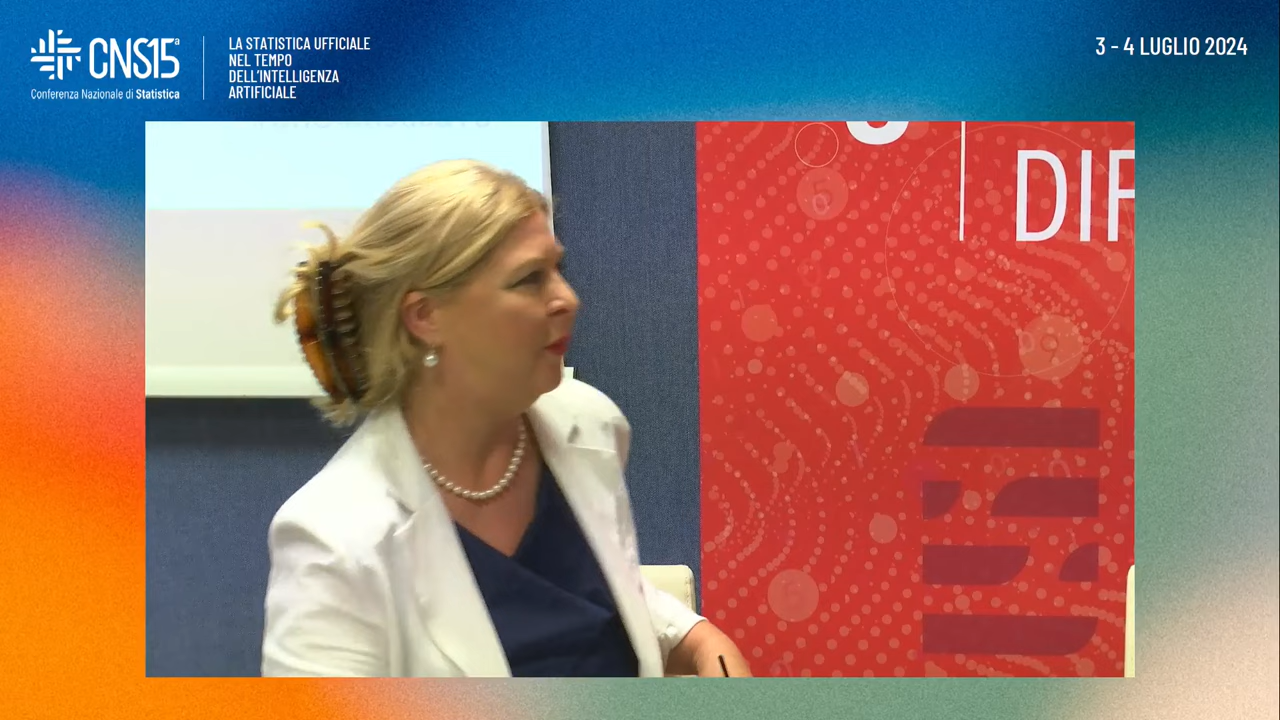 CNS15ª
Conferenza Nazionale di Statistica
LA STATISTICA UFFICIALE
NEL TEMPO
DELL'INTELLIGENZA
ARTIFICIALE
3 - 4 LUGLIO 2024
DIF